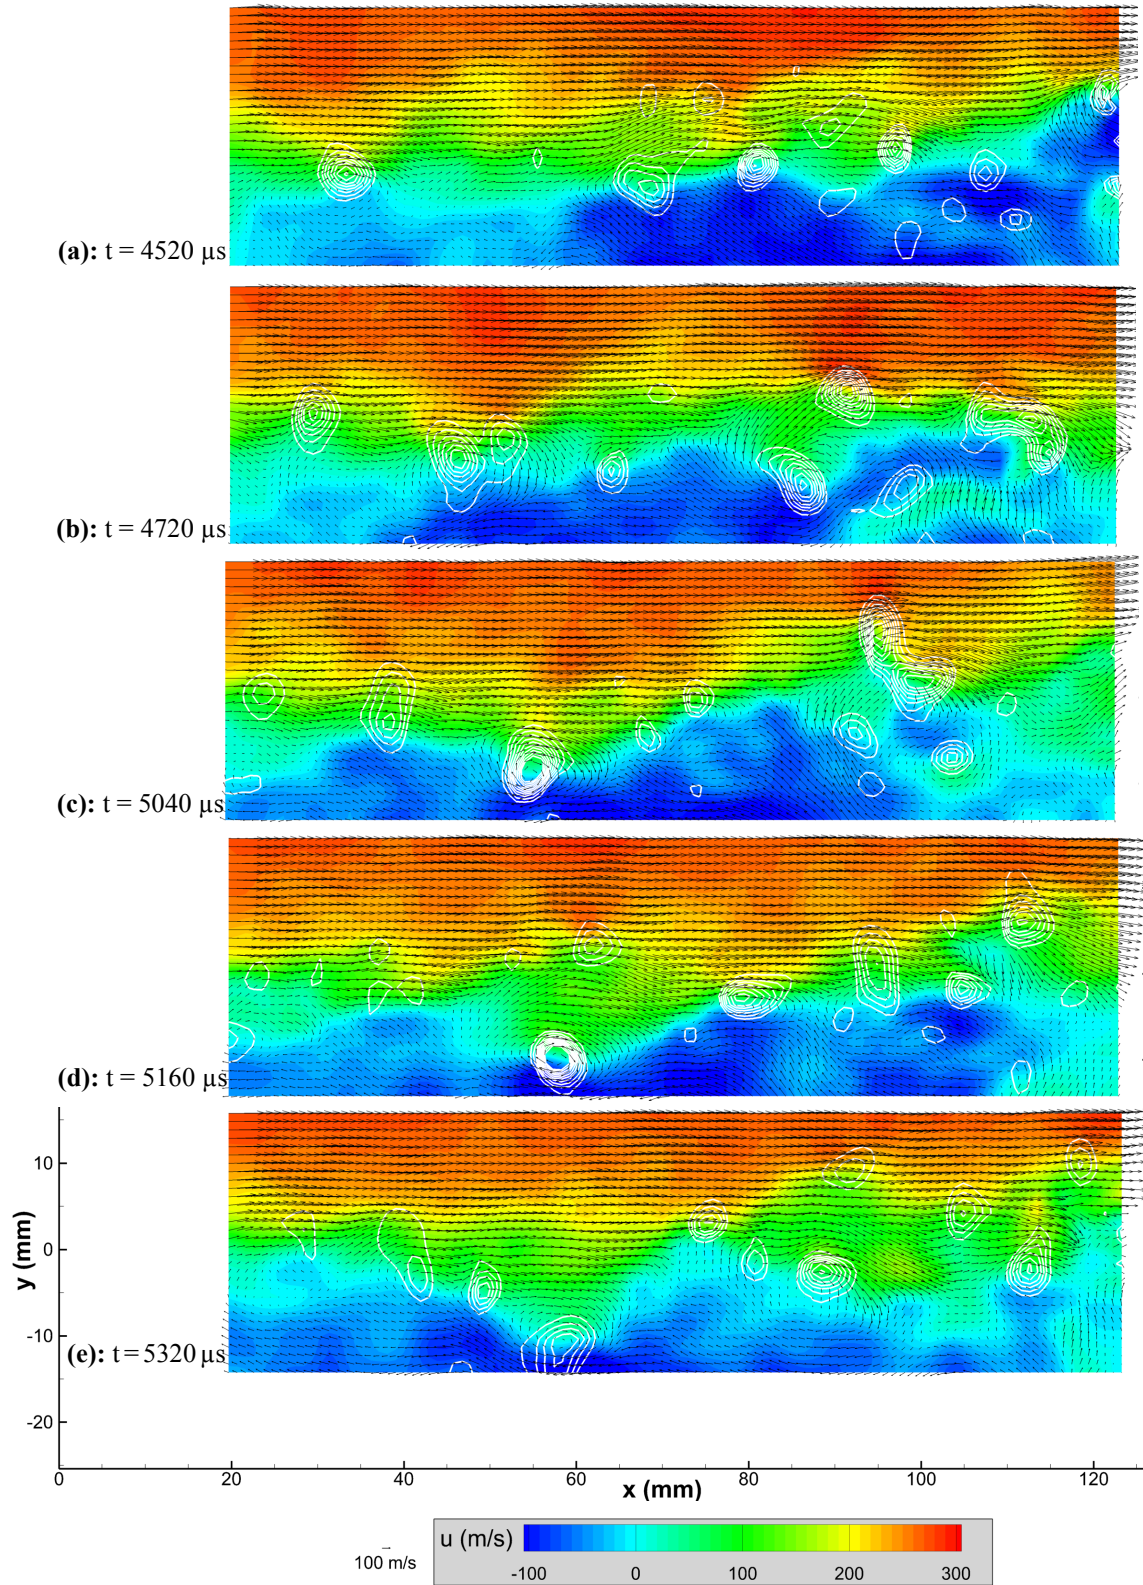 (a): t = 4520 µs
(b): t = 4720 µs
(c): t = 5040 µs
(d): t = 5160 µs
(e): t = 5320 µs
10
0
-10
-20
y (mm)
0
20
40
60
80
100
120
x (mm)
u (m/s)
-100
0
100
200
300
100 m/s